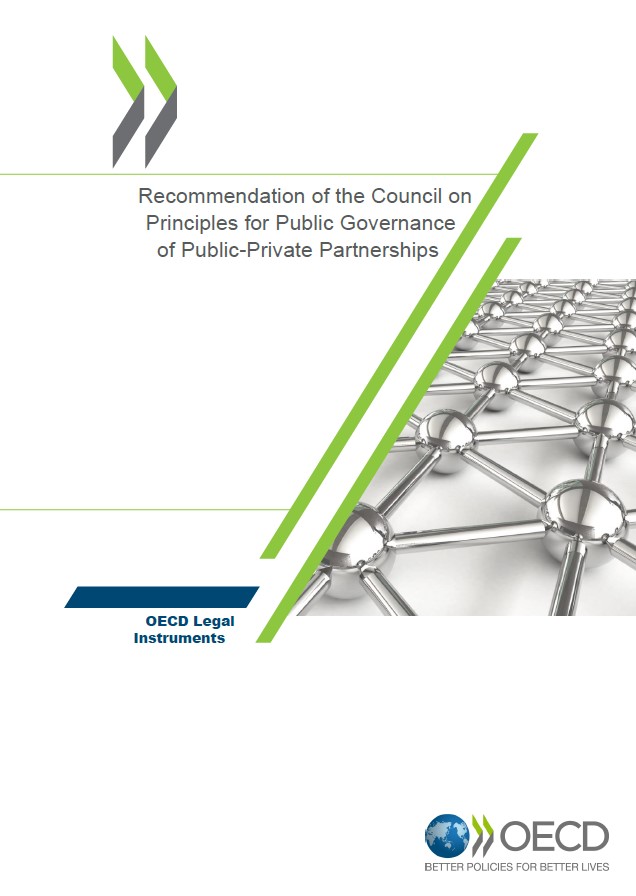 Recommendation of the Council on
Principles for Public Governance
of Public-Private Partnerships
OECD Legal
Instruments
OECD
BETTER POLICIES FOR BETTER LIVES